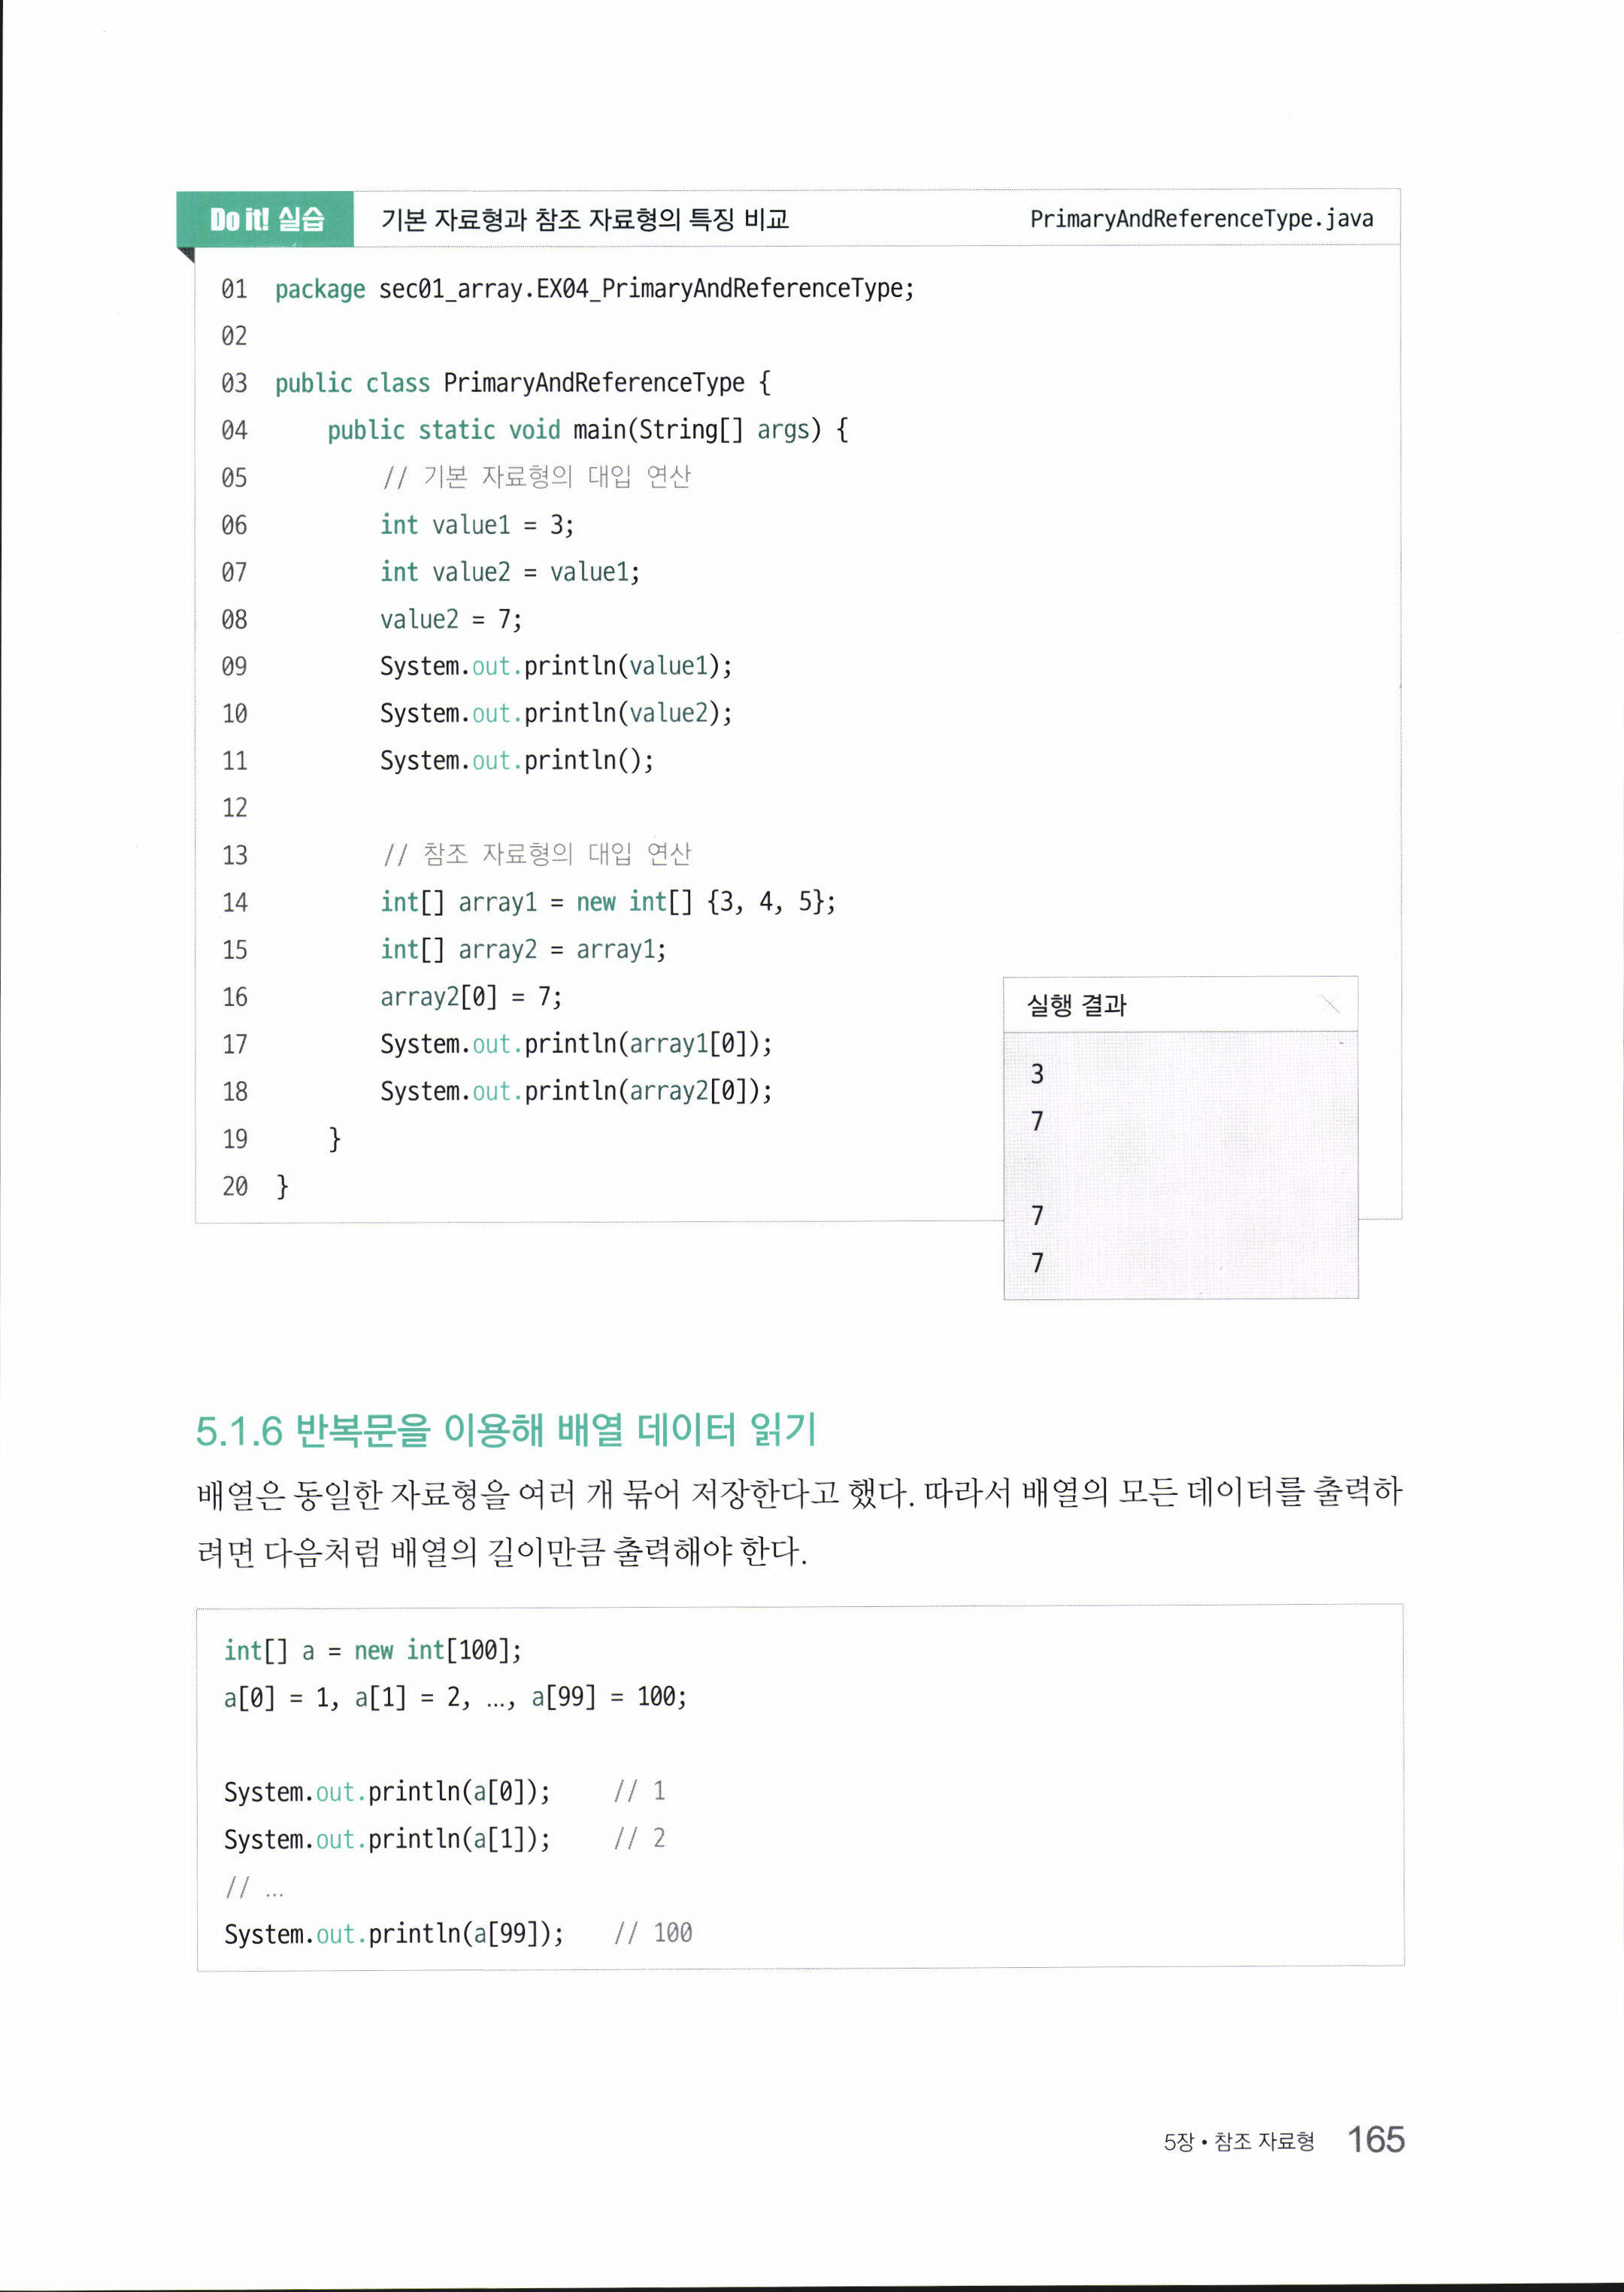 Do it! 실습 기본 자료형과 참조 자료형의 특징 비교 PrimaryAndReferenceType.java
01 package sec01_array.EX04_PrimaryAndReferenceType;
02
03 public class PrimaryAndReferenceType {
04     public static void main(String[] args) {
05         // 기본 자료형의 대입 연산
06         int value1 = 3;
07         int value2 = value1;
08         value2 = 7;
09         System.out.println(value1);
10         System.out.println(value2);
11         System.out.println();
12
13         // 참조 자료형의 대입 연산
14         int[] array1 = new int[] {3, 4, 5};
15         int[] array2 = array1;
16         array2[0] = 7;
17         System.out.println(array1[0]);
18         System.out.println(array2[0]);
19     }
20 }
실행 결과
3
7
7
7
5.1.6 반복문을 이용해 배열 데이터 읽기
배열은 동일한 자료형을 여러 개 묶어 저장한다고 했다. 따라서 배열의 모든 데이터를 출력하
려면 다음처럼 배열의 길이만큼 출력해야 한다.
int[] a = new int[100];
a[0] = 1, a[1] = 2, …, a[99] = 100;
System.out.println(a[0]);    // 1
System.out.println(a[1]);    // 2
// …
System.out.println(a[99]);   // 100
5장 • 참조 자료형 165